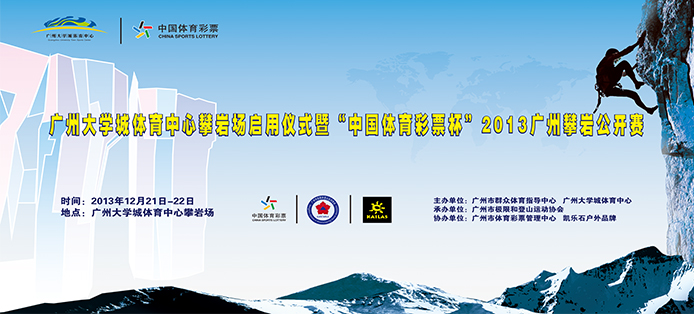 广州大学城体育中心
中国体育彩票
CHINA SPORTS LOTTERY
广州大学城体育中心攀岩场启用仪式暨“中国体育彩票杯”2013广州攀岩公开赛
时间：2013年12月21日-22日
地点：广州大学城体育中心攀岩场
中国体育彩票
CHINA SPORTS LOTTERY
KAILAS
主办单位：广州市群众体育指导中心 广州大学城体育中心
承办单位：广州市极限和登山运动协会
协办单位：广州市体育彩票管理中心 凯乐石户外品牌